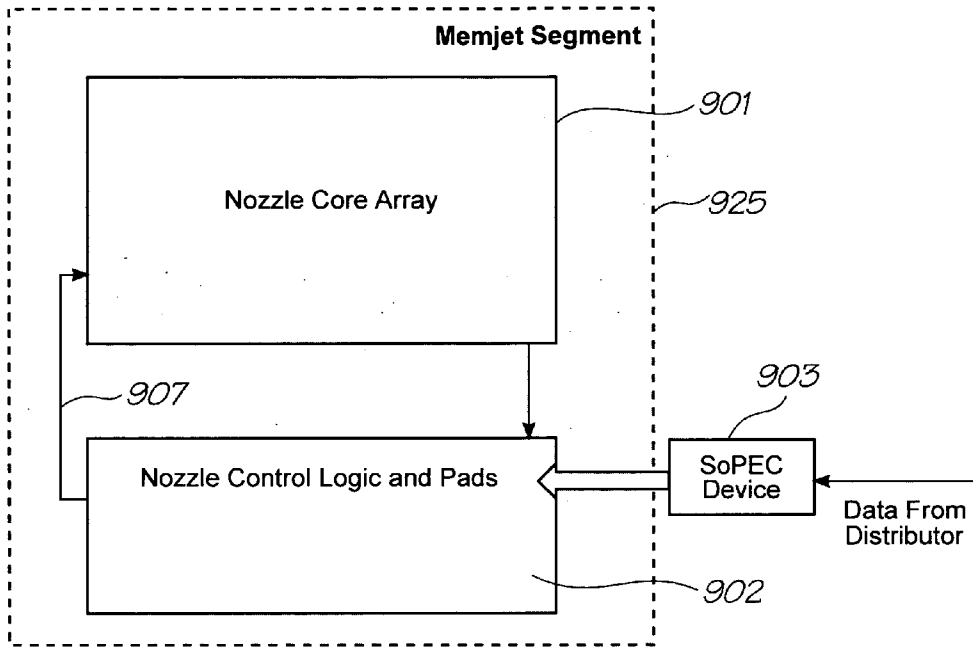 Memjet Segment
901
Nozzle Core Array
925
907
903
Nozzle Control Logic and Pads
SoPEC
Device
Data From
Distributor
902